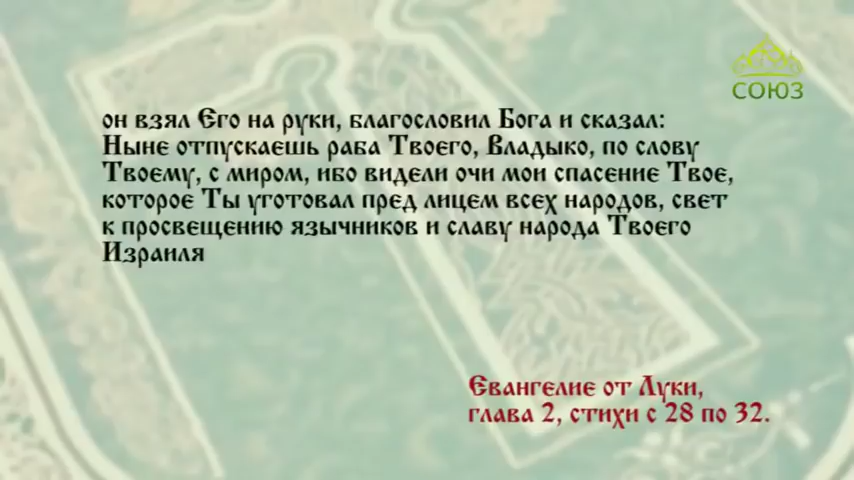 СОЮЗ
он взял Его на руки, благословил Бога и сказал:
Ныне отпускаешь раба Твоего, Владыко, по слову
Твоему, с миром, ибо видели очи мои спасение Твое,
которое Ты уготовал пред лицем всех народов, свет
к просвещению язычников и славу народа Твоего
Израиля
Евангелие от Луки,
глава 2, стихи с 28 по 32.